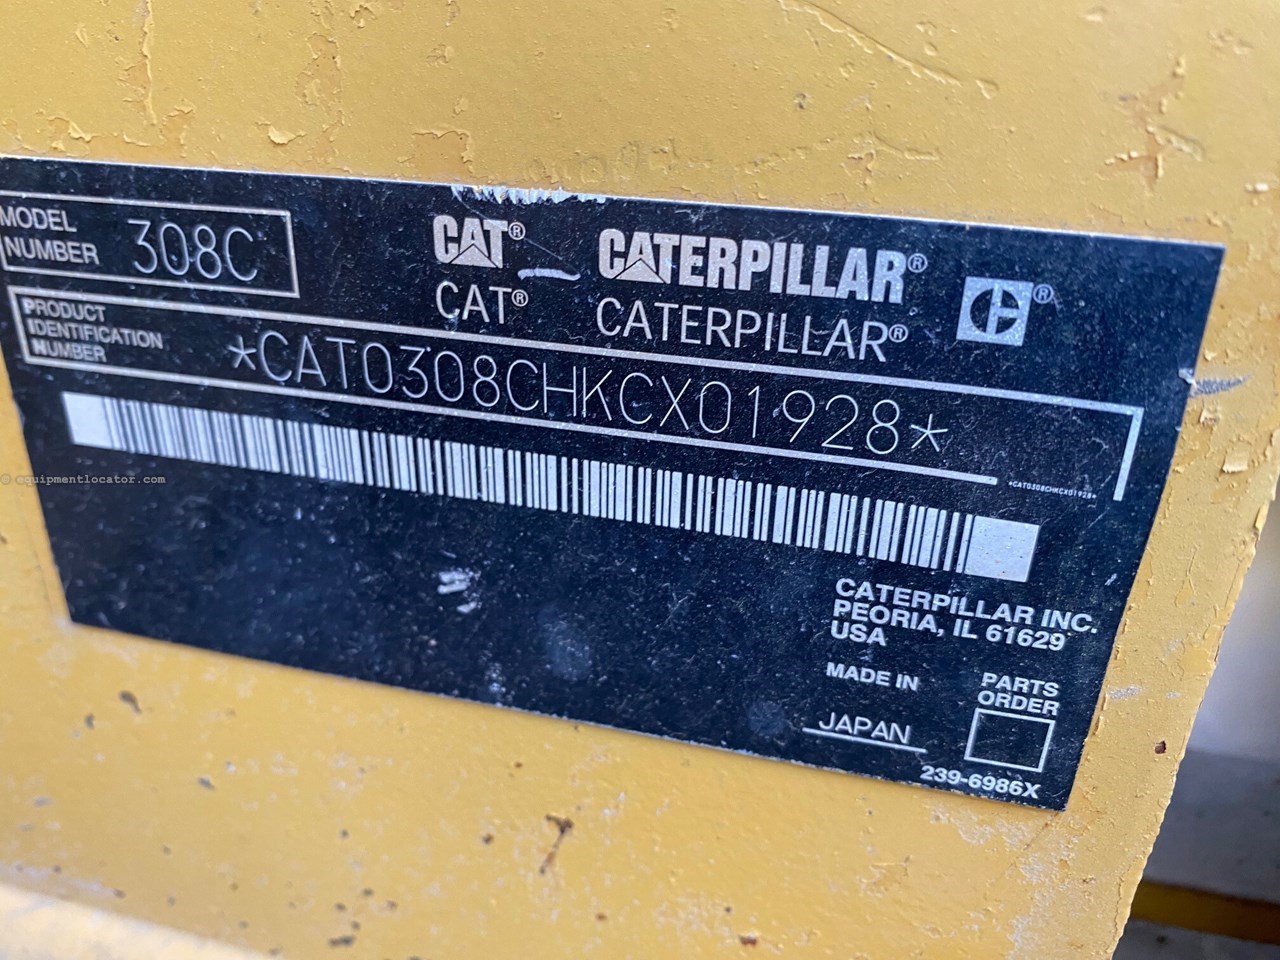 MODEL
NUMBER 308C
CAT® CATERPILLAR®
CAT® CATERPILLAR®
PRODUCT
IDENTIFICATION
NUMBER
*CAT0308CHKCX01928*
*CAT0308CHKCX01928*
© equipmentlocator.com
CATERPILLAR INC.
PEORIA, IL 61629
USA
MADE IN
JAPAN
PARTS
ORDER
239-6986X